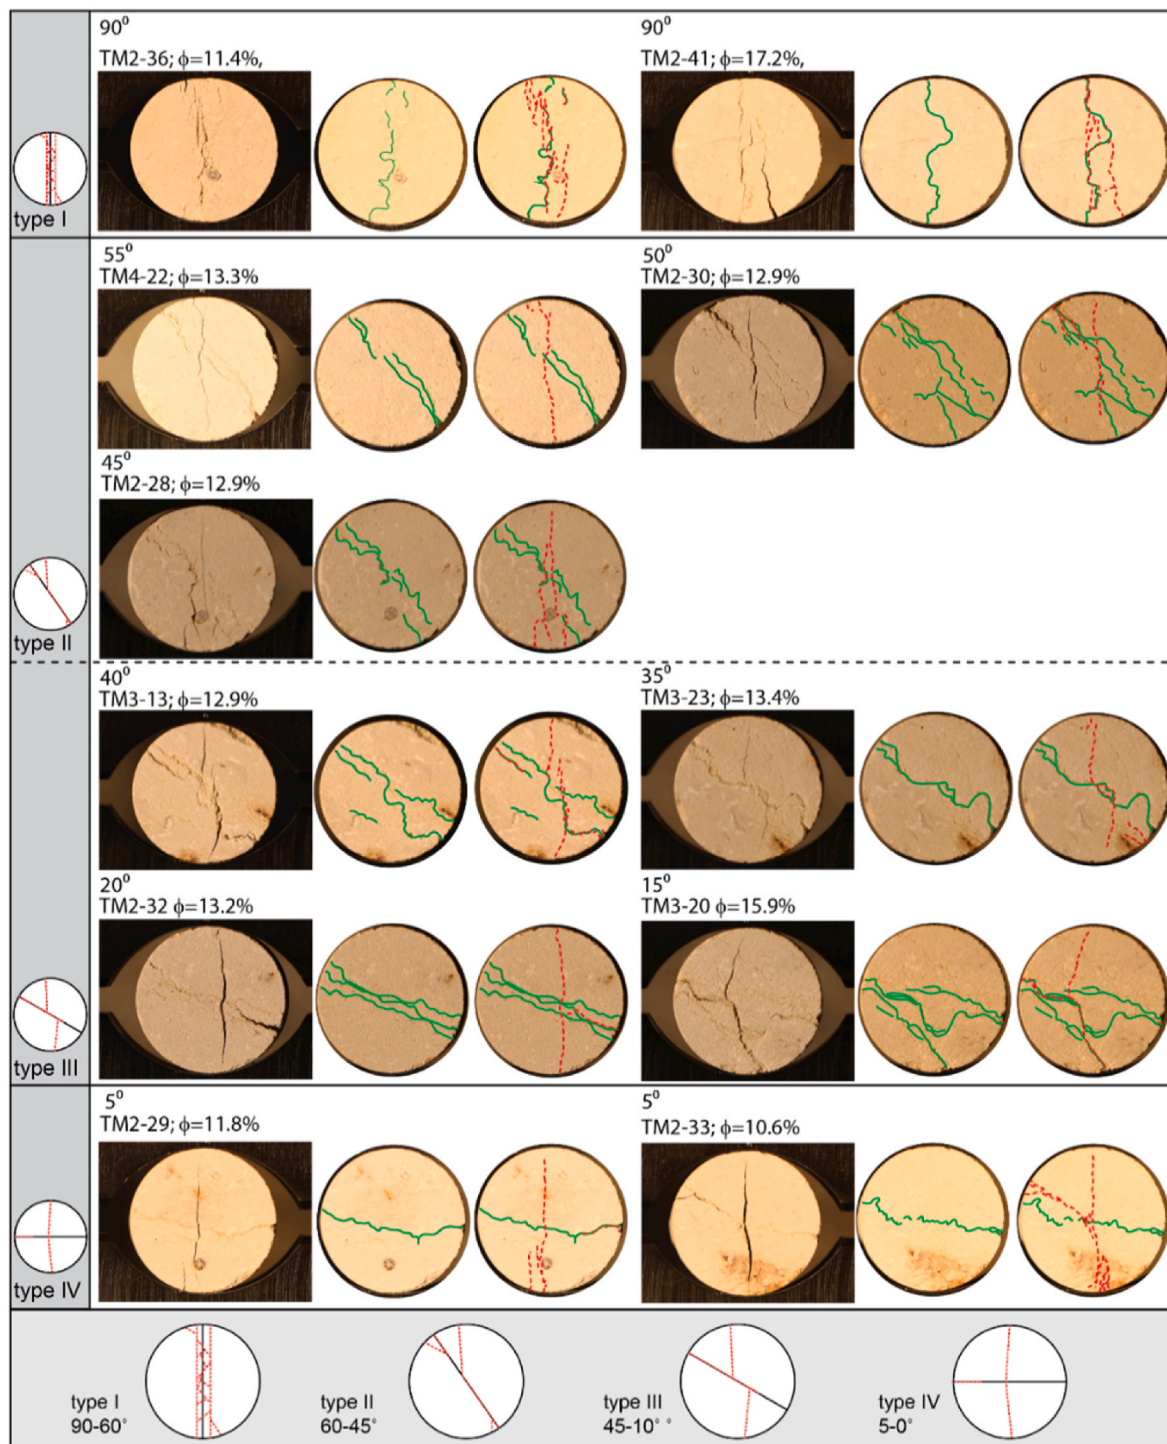 90⁰
90⁰
TM2-36; ϕ=11.4%,
TM2-41; ϕ=17.2%,
type I
55⁰
50⁰
TM4-22; ϕ=13.3%
TM2-30; ϕ=12.9%
45⁰
TM2-28; ϕ=12.9%
type II
40⁰
35⁰
TM3-13; ϕ=12.9%
TM3-23; ϕ=13.4%
20⁰
15⁰
TM2-32 ϕ=13.2%
TM3-20 ϕ=15.9%
type III
5⁰
5⁰
TM2-29; ϕ=11.8%
TM2-33; ϕ=10.6%
type IV
type I
90-60°
type II
60-45°
type III
45-10° °
type IV
5-0°